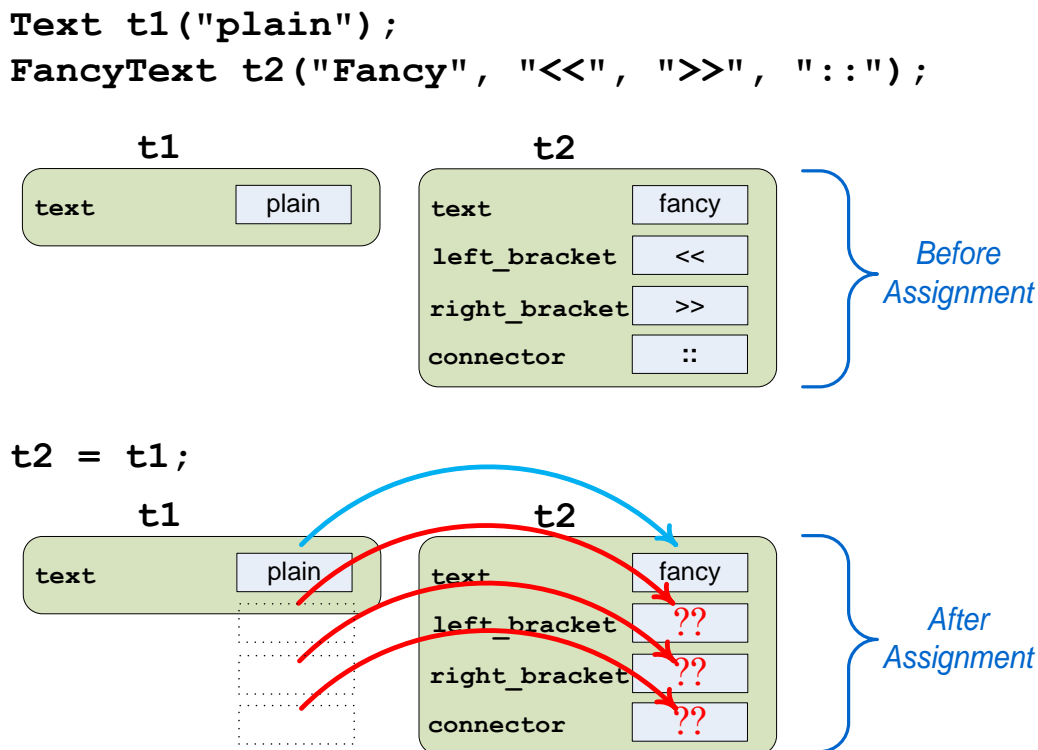 Text t1("plain");
FancyText t2("Fancy", "<<", ">>", "::");
t1
t2
text plain
text fancy
left_bracket <<
right_bracket >>
connector ::
Before
Assignment
t2 = t1;
t1
t2
text plain
text fancy
left_bracket ??
right_bracket ??
connector ??
After
Assignment